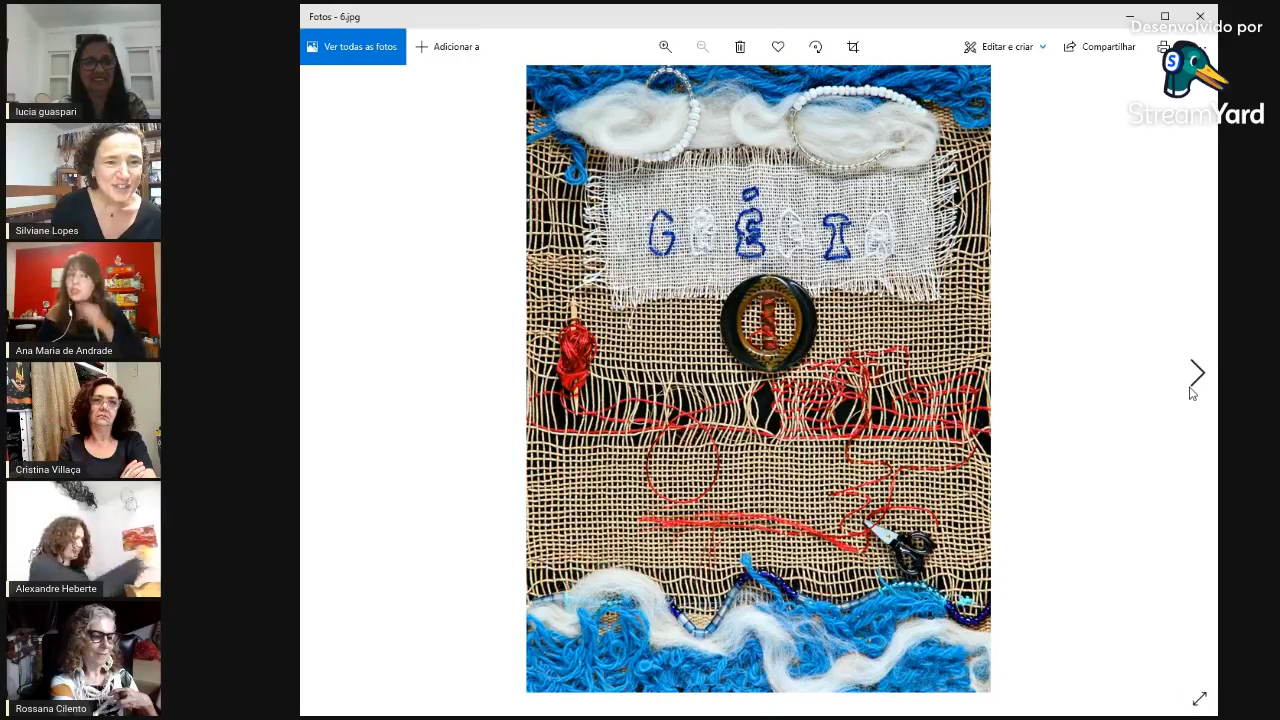 lucia guaspari
Silviane Lopes
Ana Maria de Andrade
Cristina Villaça
Alexandre Heberte
Rossana Cilento
Fotos - 6.jpg
Ver todas as fotos
Adicionar a
Editar e criar
Compartilhar
Desenvolvido por
S
StreamYard
GRÉCIA